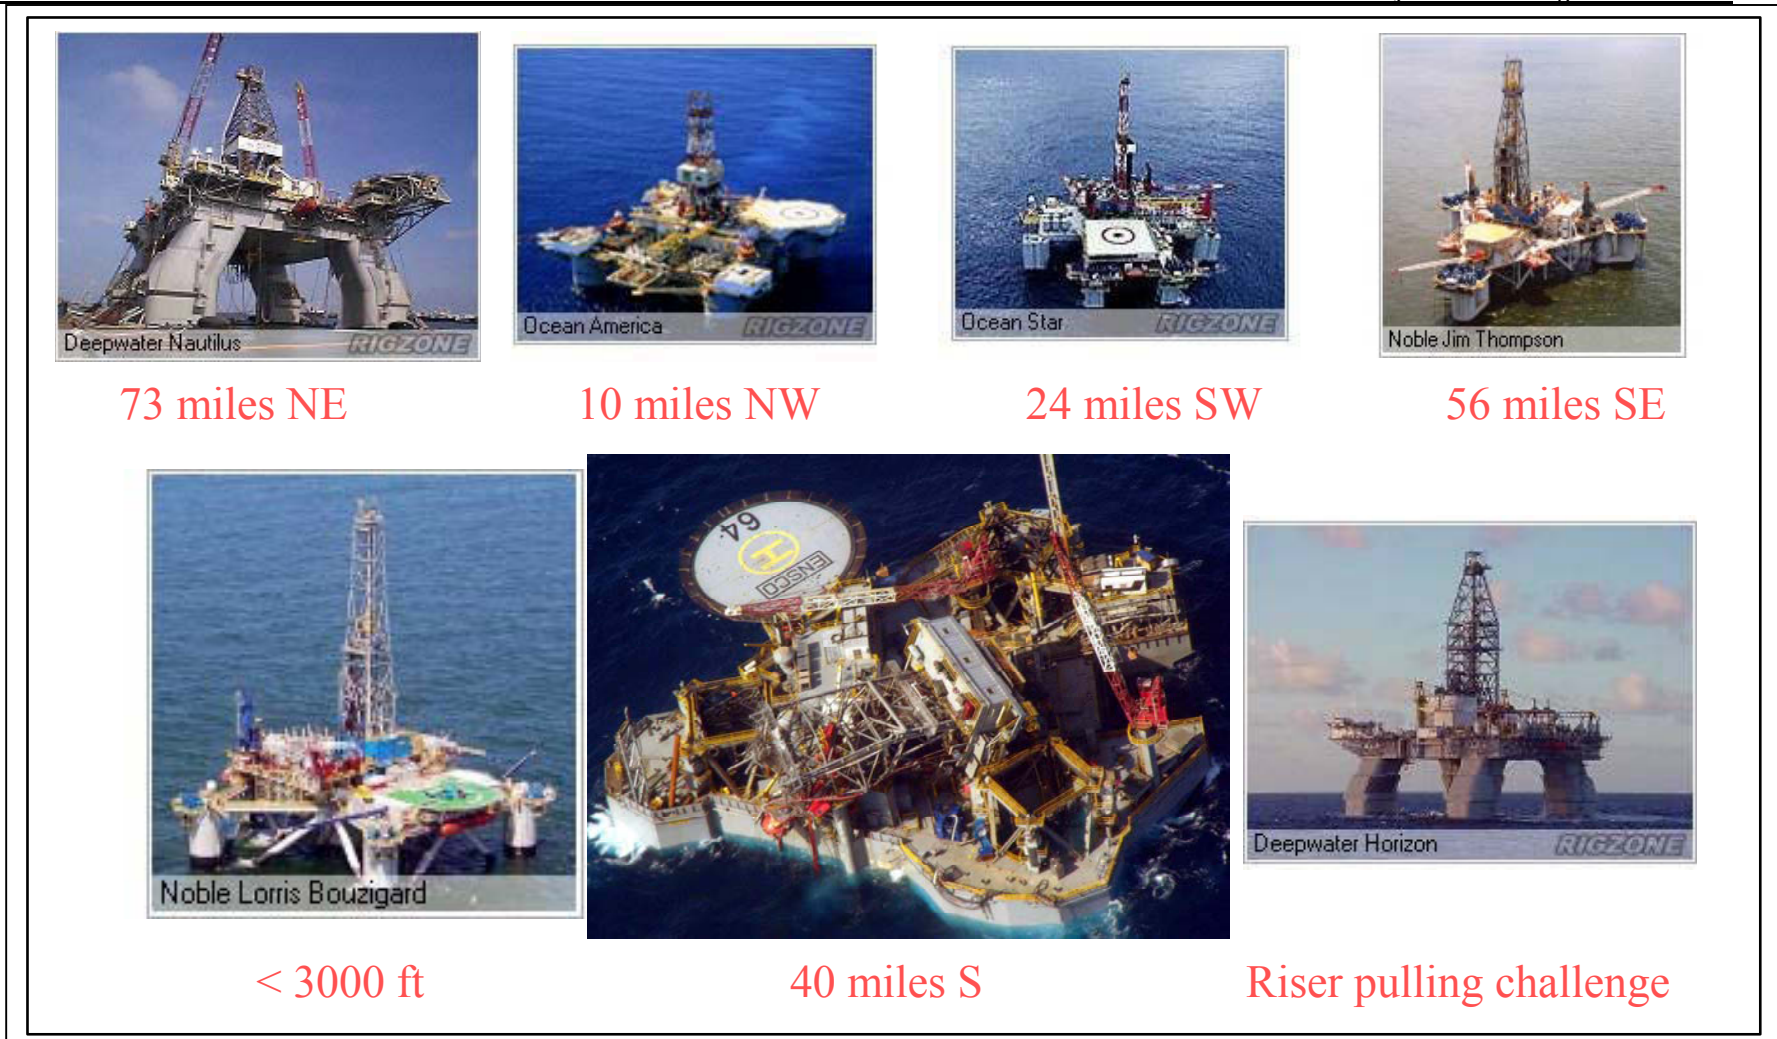 Deepwater Nautilus RIGZONE
Ocean America RIGZONE
Ocean Star RIGZONE
Noble Jim Thompson
73 miles NE
10 miles NW
24 miles SW
56 miles SE
Noble Lorris Bouzigard
64
H
ENSCO
Deepwater Horizon RIGZONE
< 3000 ft
40 miles S
Riser pulling challenge